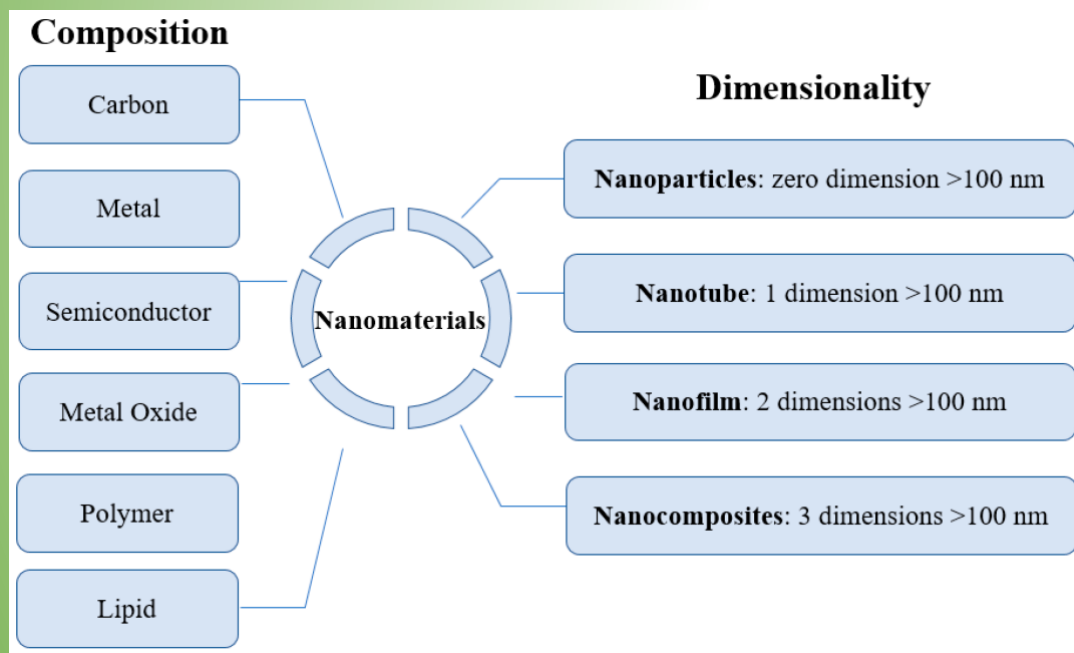 Composition
Carbon
Metal
Semiconductor
Metal Oxide
Polymer
Lipid
Nanomaterials
Dimensionality
Nanoparticles: zero dimension >100 nm
Nanotube: 1 dimension >100 nm
Nanofilm: 2 dimensions >100 nm
Nanocomposites: 3 dimensions >100 nm